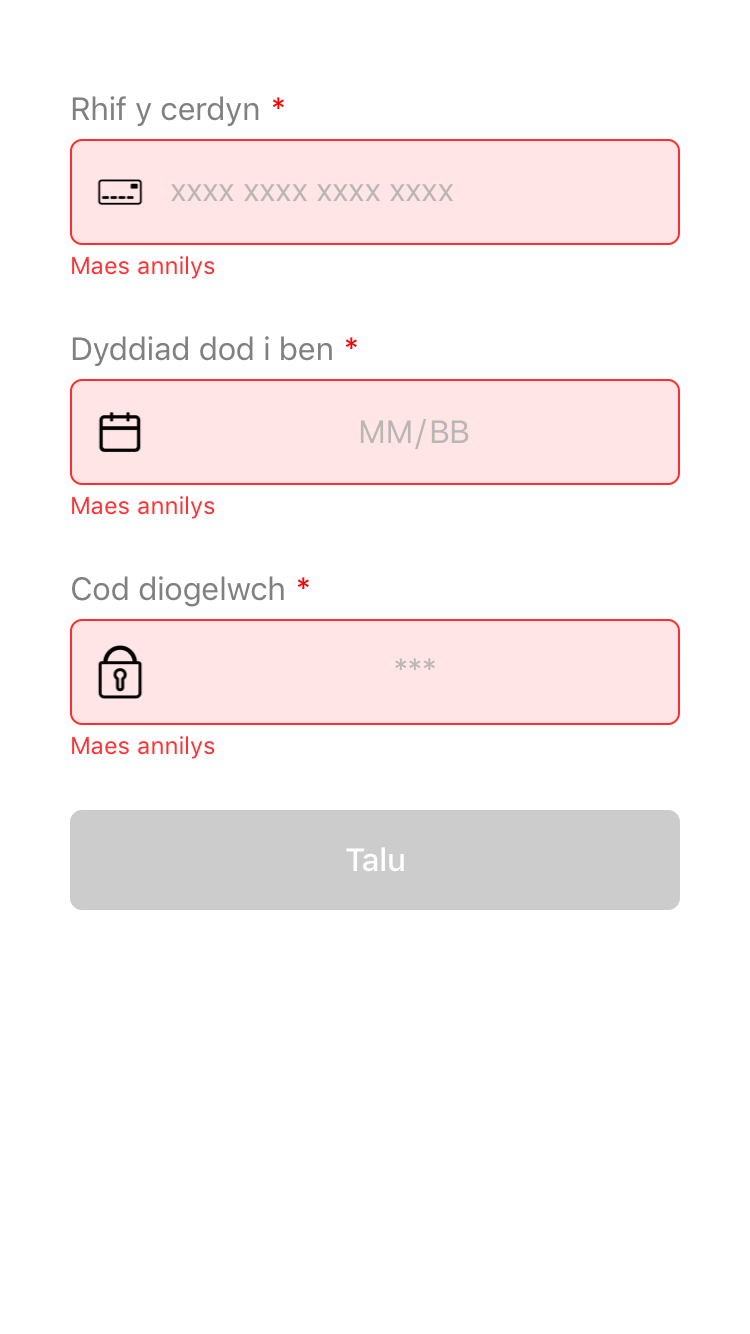 Rhif y cerdyn *
xxxx xxxx xxxx xxxx
Maes annilys
Dyddiad dod i ben *
MM/BB
Maes annilys
Cod diogelwch *
***
Maes annilys
Talu